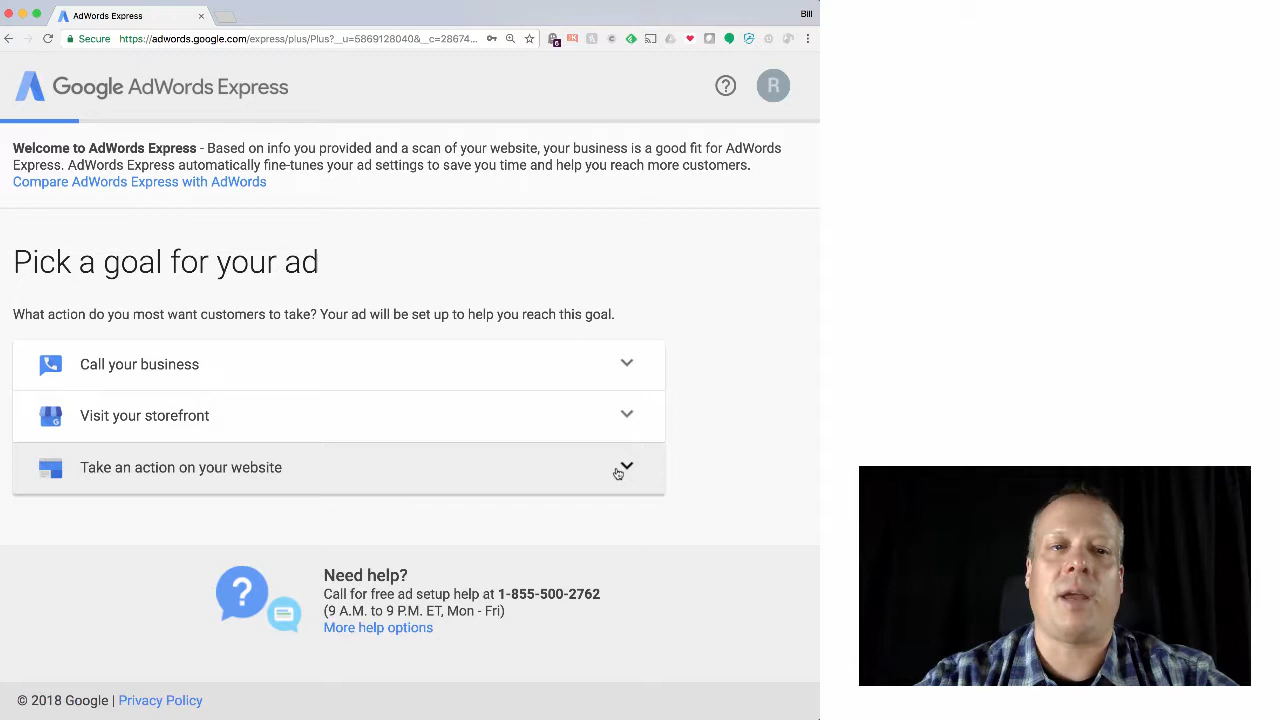 AdWords Express
Bill
Secure https://adwords.google.com/express/plus/Plus?__u=5869128040&__c=28674...
6
Google AdWords Express
R
Welcome to AdWords Express - Based on info you provided and a scan of your website, your business is a good fit for AdWords
Express. AdWords Express automatically fine-tunes your ad settings to save you time and help you reach more customers.
Compare AdWords Express with AdWords
Pick a goal for your ad
What action do you most want customers to take? Your ad will be set up to help you reach this goal.
Call your business
Visit your storefront
Take an action on your website
Need help?
Call for free ad setup help at 1-855-500-2762
(9 A.M. to 9 P.M. ET, Mon - Fri)
More help options
© 2018 Google | Privacy Policy